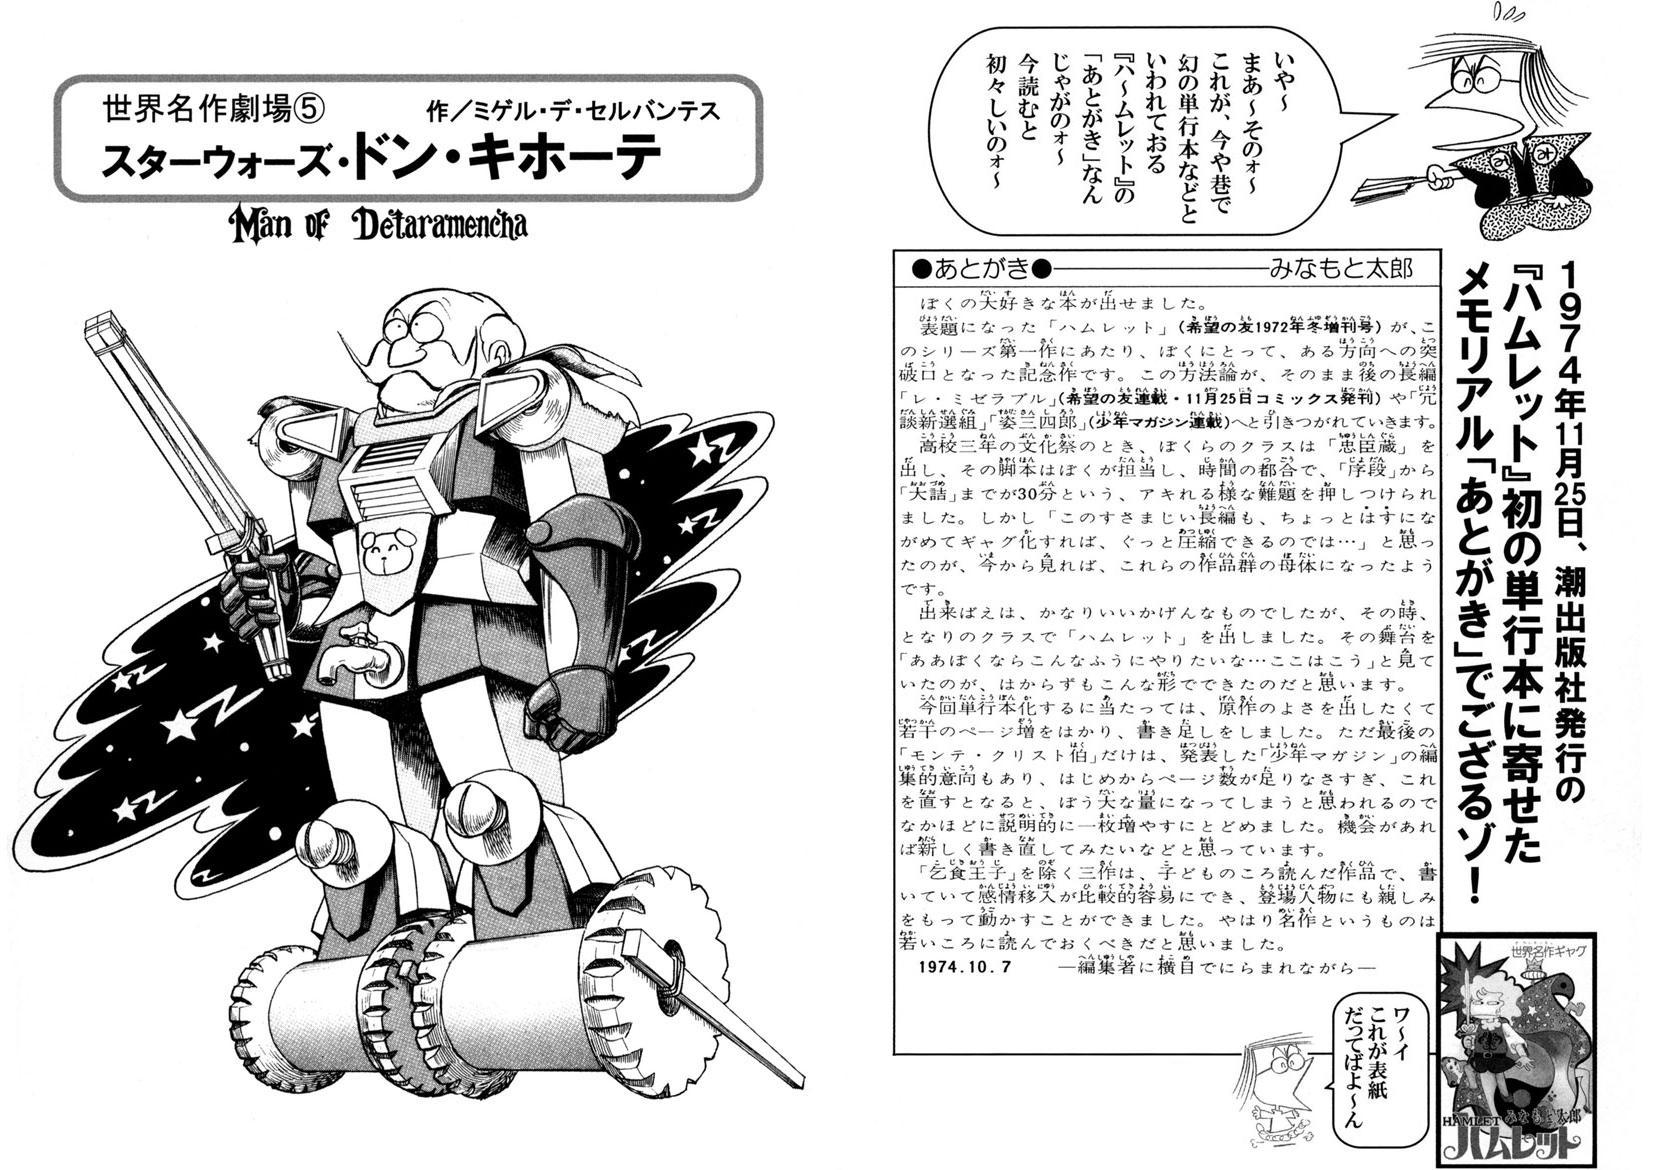 いや～
まあ～そのォ～
これが、今や巷で
幻の単行本などと
いわれておる
『ハ～ムレット』の
「あとがき」なん
じゃがのォ～
今読むと
初々しいのォ～
1974年11月25日、潮出版社発行の
『ハムレット』初の単行本に寄せた
メモリアル「あとがき」でござるゾ！
●あとがき● みなもと太郎
ぼくの大好きな本が出せました。
表題になった「ハムレット」(希望の友1972年冬増刊号) が、こ
のシリーズ第一作にあたり、ぼくにとって、ある方向への突
破口となった記念作です。この方法論が、そのまま後の長編
「レ・ミゼラブル」(希望の友連載・11月25日コミックス発刊) や「冗
談新選組」「姿三四郎」(少年マガジン連載)へと引きつがれていきます。
高校三年の文化祭のとき、ぼくらのクラスは「忠臣蔵」を
出し、その脚本はぼくが担当し、時間の都合で、「序段」から
「大詰」までが30分という、アキれる様な難題を押しつけられ
ました。しかし「このすさまじい長編も、ちょっとはすにな
がめてギャグ化すれば、ぐっと圧縮できるのでは…」と思っ
たのが、今から見れば、これらの作品群の母体になったよう
です。
出来ばえは、かなりいいかげんなものでしたが、その時、
となりのクラスで「ハムレット」を出しました。その舞台を
「ああぼくならこんなふうにやりたいな…ここはこう」と見て
いたのが、はからずもこんな形でできたのだと思います。
今回単行本化するに当たっては、原作のよさを出したくて
若干のページ増をはかり、書き足しをしました。ただ最後の
「モンテ・クリスト伯」だけは、発表した「少年マガジン」の編
集的意向もあり、はじめからページ数が足りなさすぎ、これ
を直すとなると、ぼう大な量になってしまうと思われるので
なかほどに説明的に一枚増やすにとどめました。機会があれ
ば新しく書き直してみたいなどと思っています。
「乞食王子」を除く三作は、子どものころ読んだ作品で、書
いていて感情移入が比較的容易にでき、登場人物にも親しみ
をもって動かすことができました。やはり名作というものは
若いころに読んでおくべきだと思いました。
1974.10.7 ―編集者に横目でにらまれながら―
ワ～イ
これが表紙
だってばよ～ん
世界名作ギャグ
HAMLET みなもと太郎
ハムレット
世界名作劇場⑤ 作／ミゲル・デ・セルバンテス
スターウォーズ・ドン・キホーテ
Man of Detaramencha